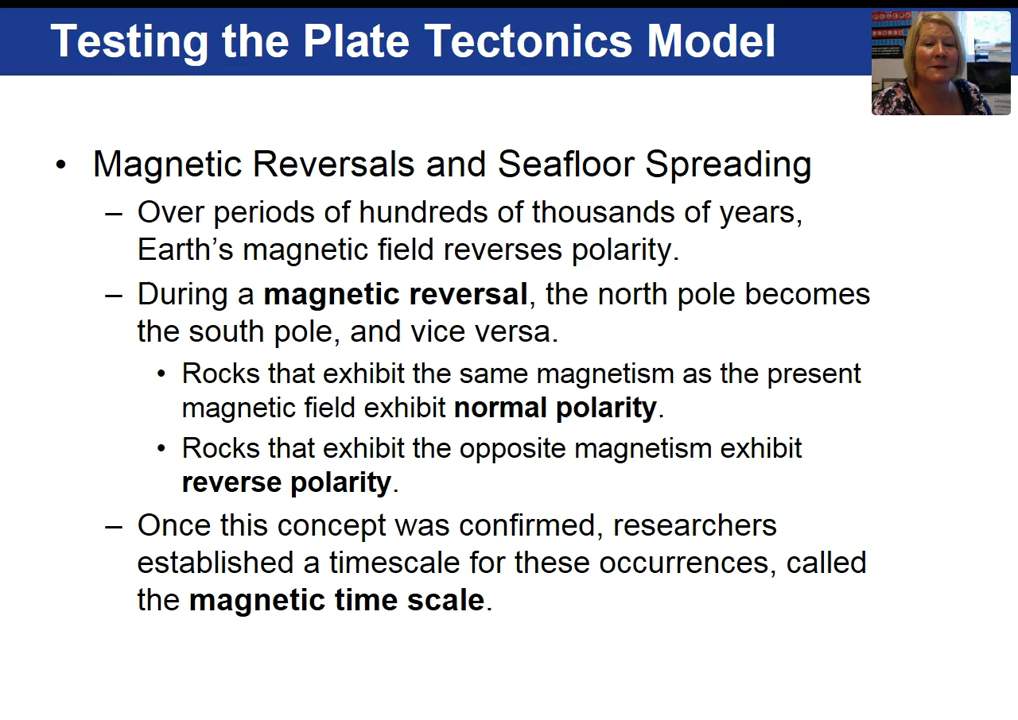 Testing the Plate Tectonics Model
• Magnetic Reversals and Seafloor Spreading
– Over periods of hundreds of thousands of years,
Earth’s magnetic field reverses polarity.
– During a magnetic reversal, the north pole becomes
the south pole, and vice versa.
• Rocks that exhibit the same magnetism as the present
magnetic field exhibit normal polarity.
• Rocks that exhibit the opposite magnetism exhibit
reverse polarity.
– Once this concept was confirmed, researchers
established a timescale for these occurrences, called
the magnetic time scale.